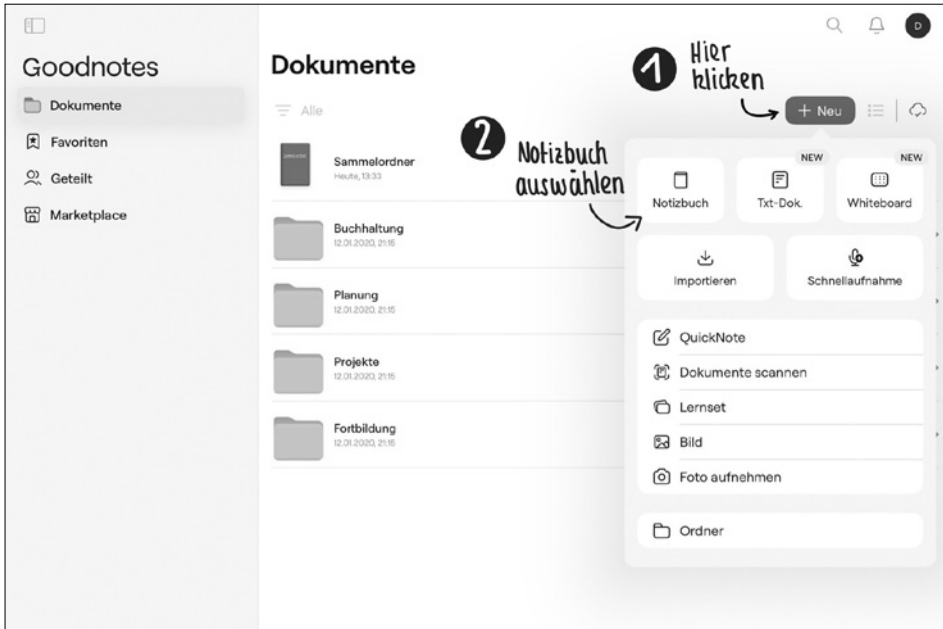 Goodnotes
Dokumente
Favoriten
Geteilt
Marketplace
D
Dokumente
1 Hier
klicken
Alle
+ Neu
2 Notizbuch
auswählen
Sammelordner
Heute, 13:33
Buchhaltung
12.01.2020, 21:15
Planung
12.01.2020, 21:15
Projekte
12.01.2020, 21:15
Fortbildung
12.01.2020, 21:15
Notizbuch
NEW
Txt-Dok.
NEW
Whiteboard
Importieren
Schnellaufnahme
QuickNote
Dokumente scannen
Lernset
Bild
Foto aufnehmen
Ordner